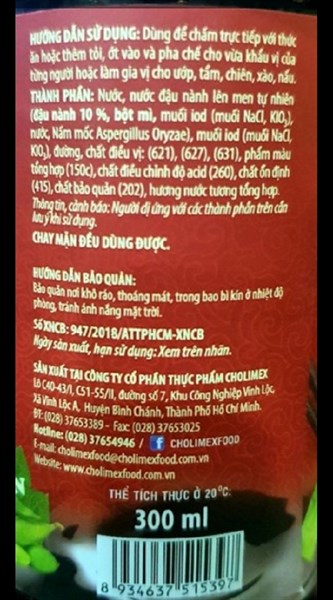 HƯỚNG DẪN SỬ DỤNG: Dùng để chấm trực tiếp với thức
ăn hoặc thêm tỏi, ớt vào và pha chế cho vừa khẩu vị của
từng người hoặc làm gia vị cho ướp, tẩm, chiên, xào, nấu.
THÀNH PHẦN: Nước, nước đậu nành lên men tự nhiên
(đậu nành 10 %, bột mì, muối iod (muối NaCl, KIO₃),
nước, Nấm mốc Aspergillus Oryzae), muối iod (muối NaCl,
KIO₃), đường, chất điều vị: (621), (627), (631), phẩm màu
tổng hợp (150c), chất điều chỉnh độ acid (260), chất ổn định
(415), chất bảo quản (202), hương nước tương tổng hợp.
Thông tin, cảnh báo: Người dị ứng với các thành phần trên cần
lưu ý khi sử dụng.
CHAY MẶN ĐỀU DÙNG ĐƯỢC.
HƯỚNG DẪN BẢO QUẢN:
Bảo quản nơi khô ráo, thoáng mát, trong bao bì kín ở nhiệt độ
phòng, tránh ánh nắng mặt trời.
Số XNCB: 947/2018/ATTPHCM-XNCB
Ngày sản xuất, hạn sử dụng: Xem trên nhãn.
SẢN XUẤT TẠI CÔNG TY CỔ PHẦN THỰC PHẨM CHOLIMEX
Lô C40-43/I, C51-55/II, đường số 7, Khu Công Nghiệp Vĩnh Lộc,
Xã Vĩnh Lộc A, Huyện Bình Chánh, Thành Phố Hồ Chí Minh.
ĐT: (028) 37653389 - Fax: (028) 37653025
Hotline: (028) 37654946 / f CHOLIMEXFOOD
E-mail: cholimexfood@cholimexfood.com.vn
Website: www.cholimexfood.com.vn
THỂ TÍCH THỰC Ở 20°C:
300 ml
8 934637 515397